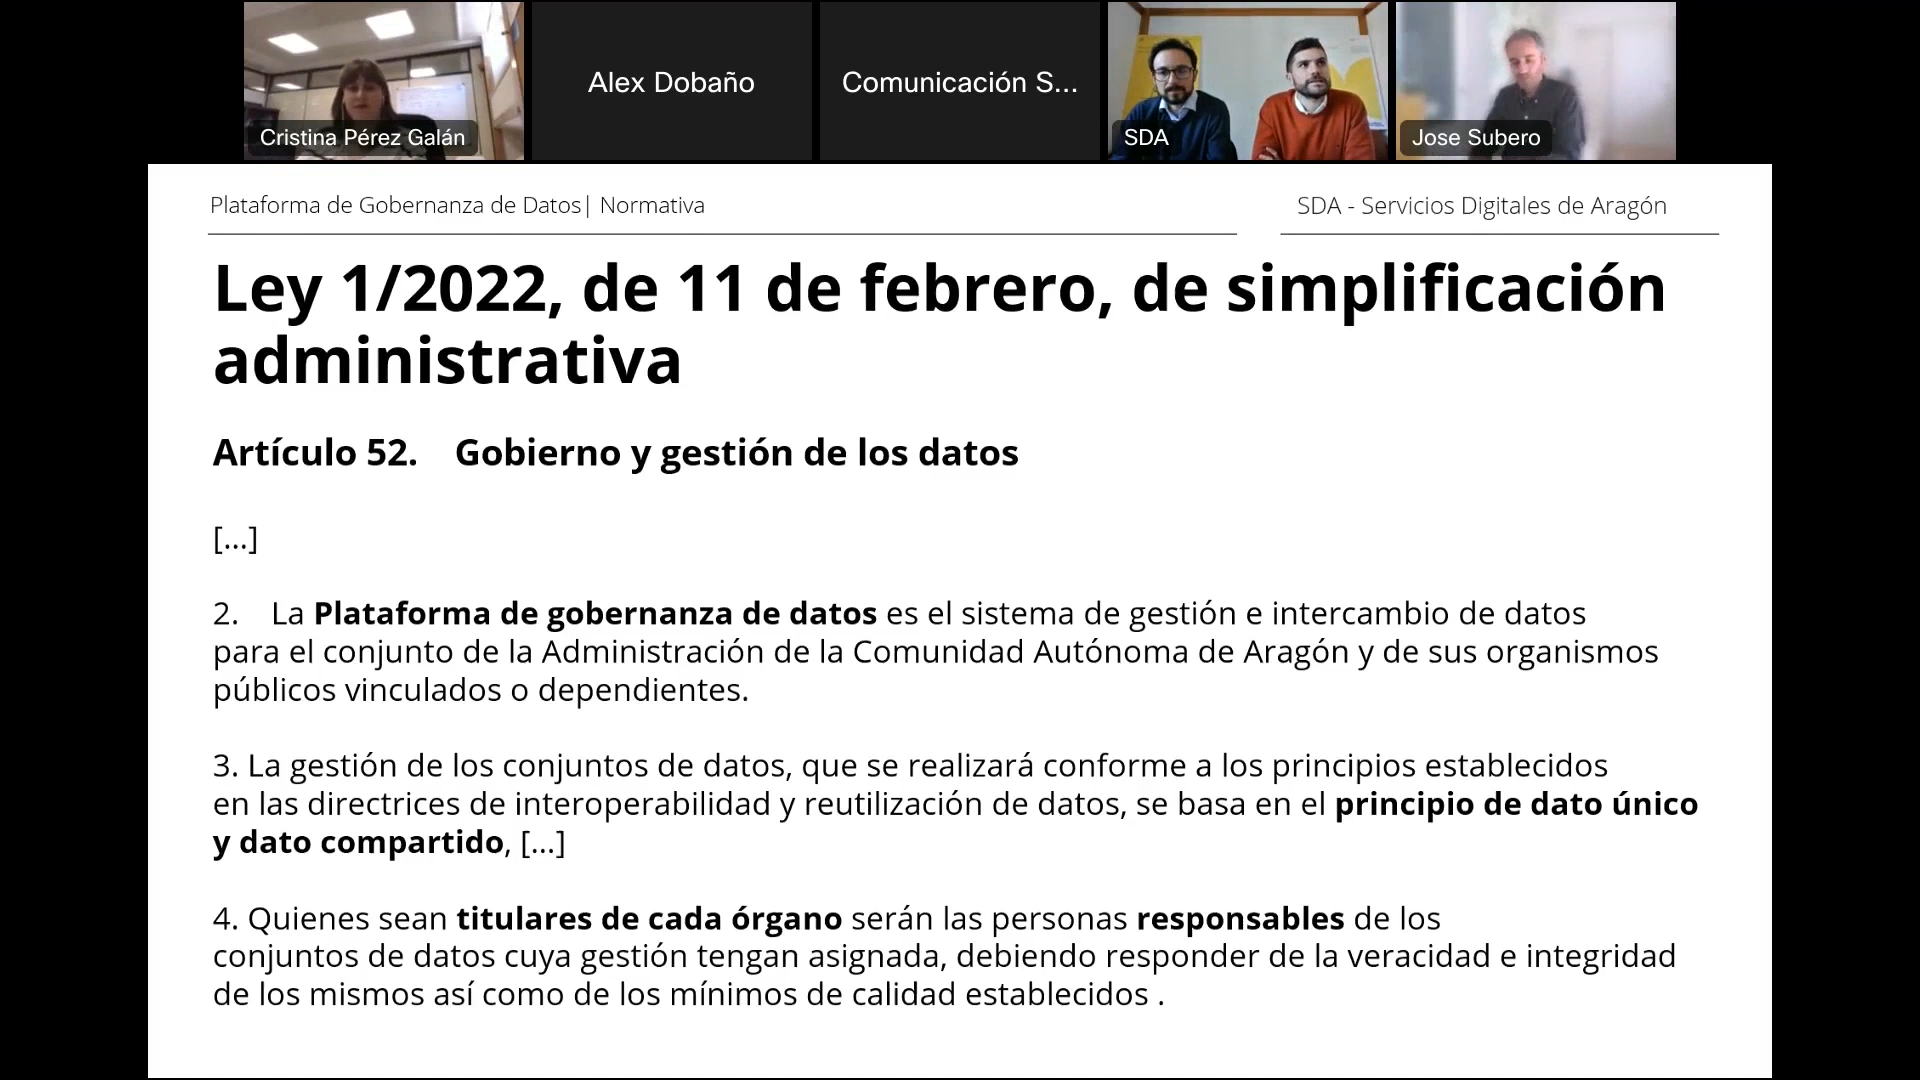 Cristina Pérez Galán
Alex Dobaño
Comunicación S...
SDA
Jose Subero
Plataforma de Gobernanza de Datos| Normativa
SDA - Servicios Digitales de Aragón
Ley 1/2022, de 11 de febrero, de simplificación
administrativa
Artículo 52. Gobierno y gestión de los datos
[...]
2. La Plataforma de gobernanza de datos es el sistema de gestión e intercambio de datos
para el conjunto de la Administración de la Comunidad Autónoma de Aragón y de sus organismos
públicos vinculados o dependientes.
3. La gestión de los conjuntos de datos, que se realizará conforme a los principios establecidos
en las directrices de interoperabilidad y reutilización de datos, se basa en el principio de dato único
y dato compartido, [...]
4. Quienes sean titulares de cada órgano serán las personas responsables de los
conjuntos de datos cuya gestión tengan asignada, debiendo responder de la veracidad e integridad
de los mismos así como de los mínimos de calidad establecidos .